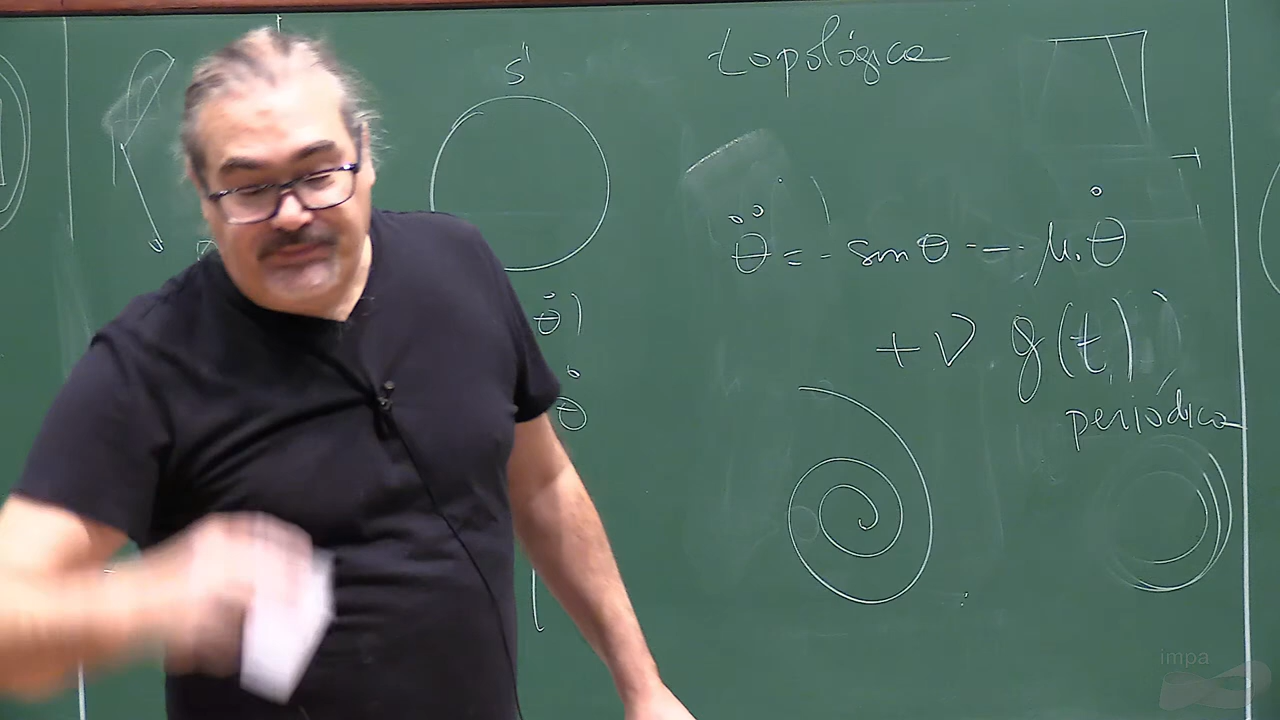 S¹
topológica
θ̈ = - sin θ - μ. θ̇
+ ν g(t)
periódica
θ̇)
θ̇
impa